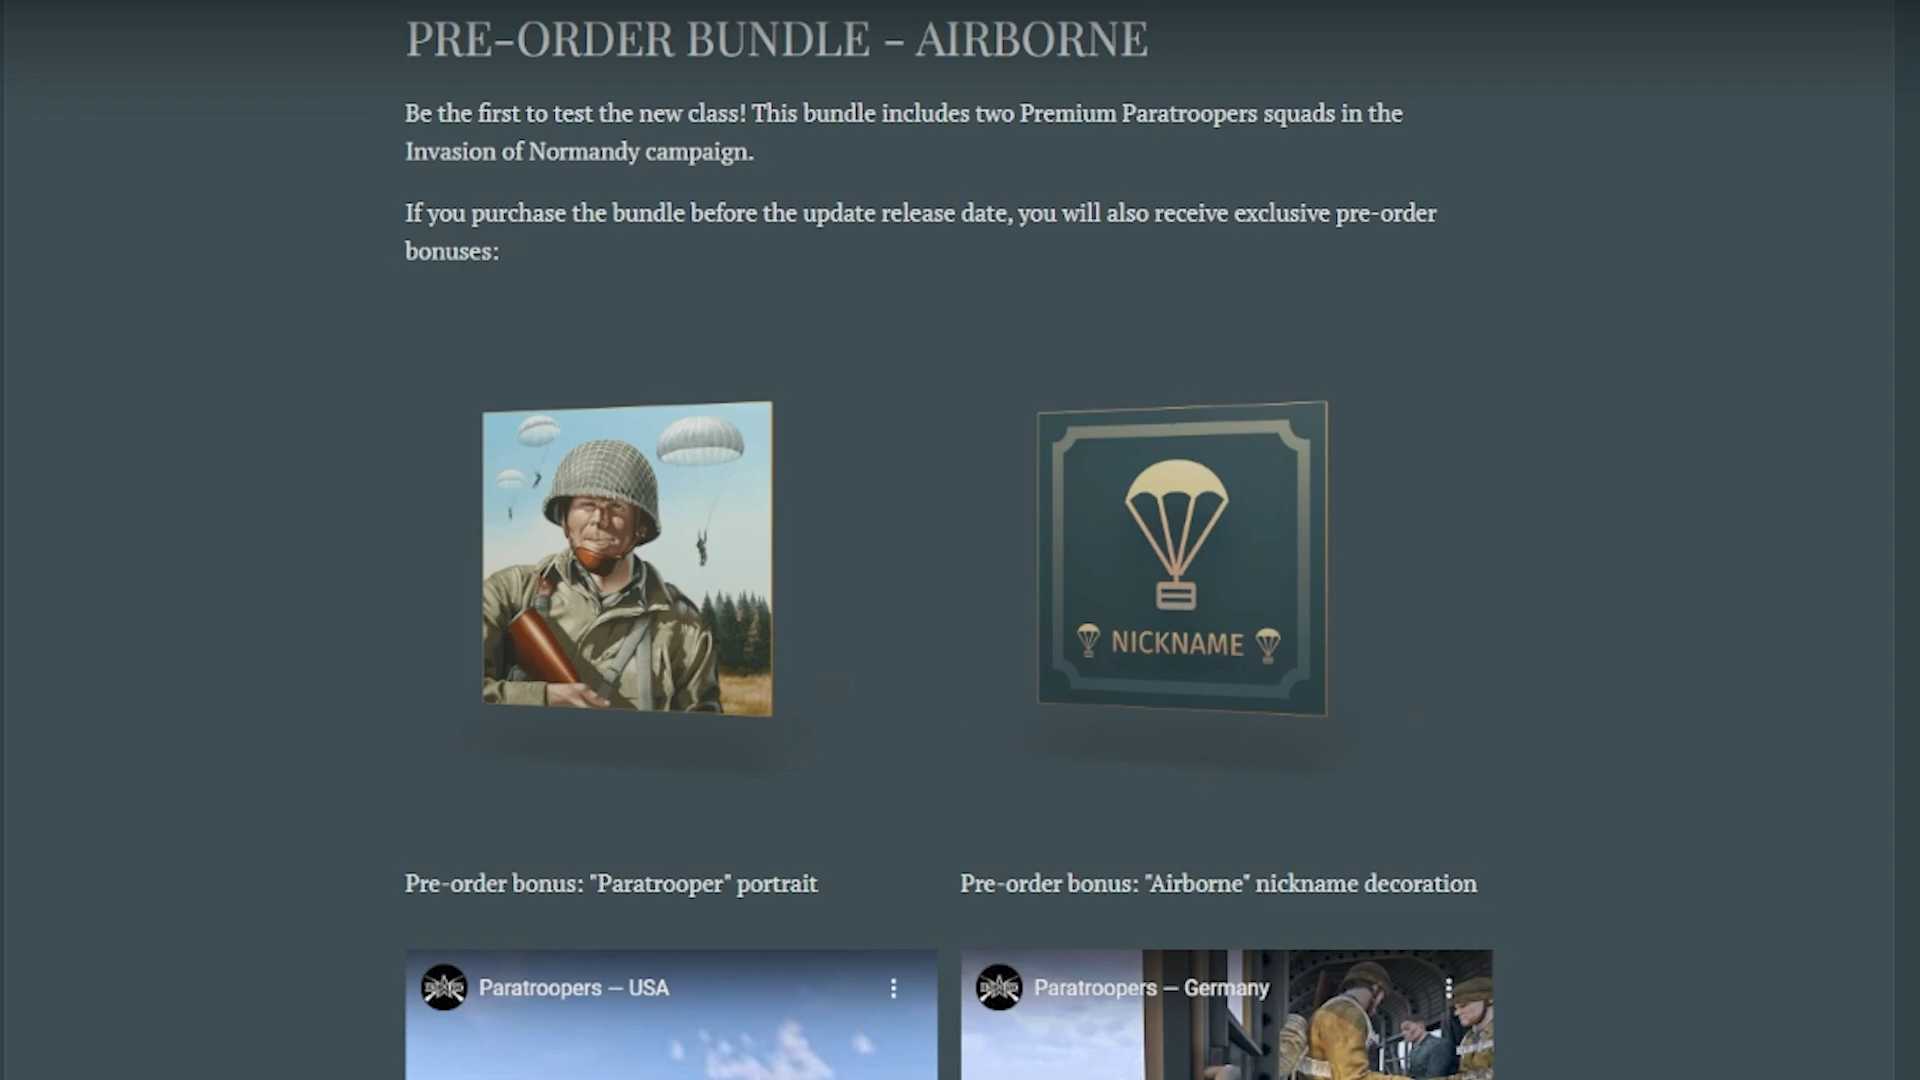 PRE-ORDER BUNDLE - AIRBORNE
Be the first to test the new class! This bundle includes two Premium Paratroopers squads in the
Invasion of Normandy campaign.
If you purchase the bundle before the update release date, you will also receive exclusive pre-order
bonuses:
NICKNAME
Pre-order bonus: "Paratrooper" portrait
Pre-order bonus: "Airborne" nickname decoration
Paratroopers — USA
Paratroopers — Germany